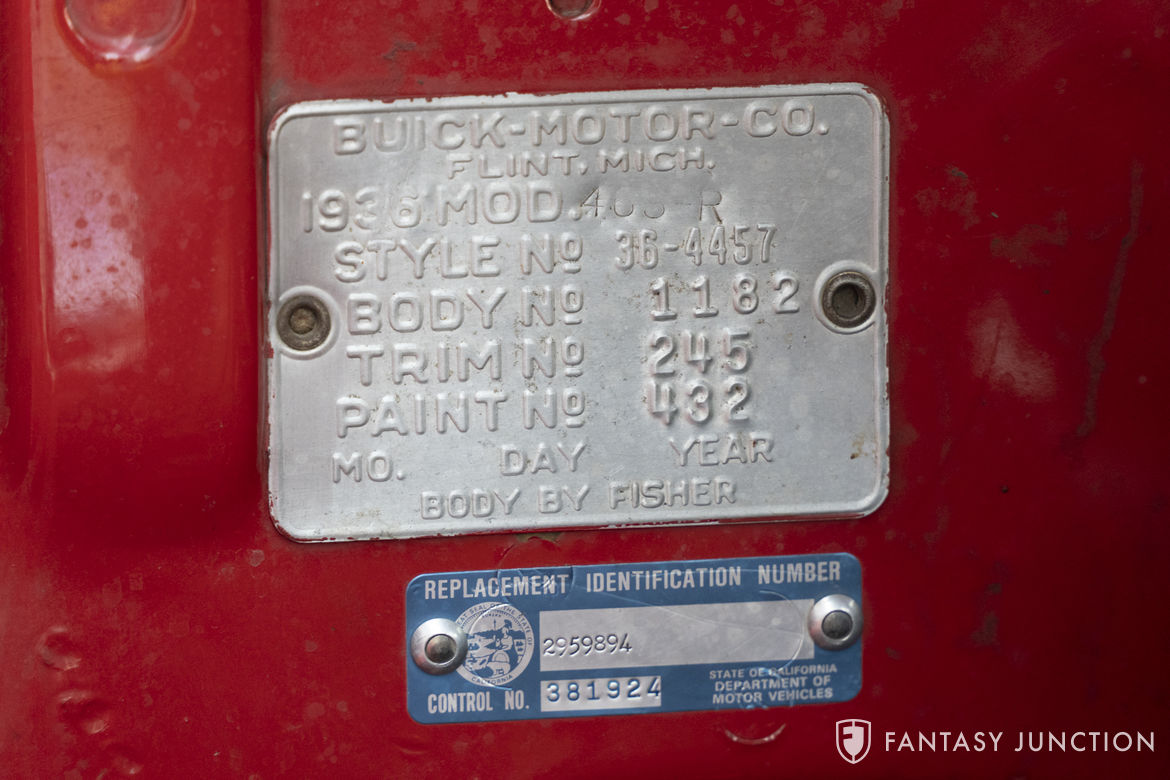 BUICK-MOTOR-CO.
FLINT, MICH.
1936 MOD. R
STYLE Nº 36-4457
BODY Nº 1182
TRIM Nº 245
PAINT Nº 432
MO. DAY YEAR
BODY BY FISHER
REPLACEMENT IDENTIFICATION NUMBER
2959894
CONTROL NO. 381924
STATE OF CALIFORNIA
DEPARTMENT OF
MOTOR VEHICLES
FANTASY JUNCTION